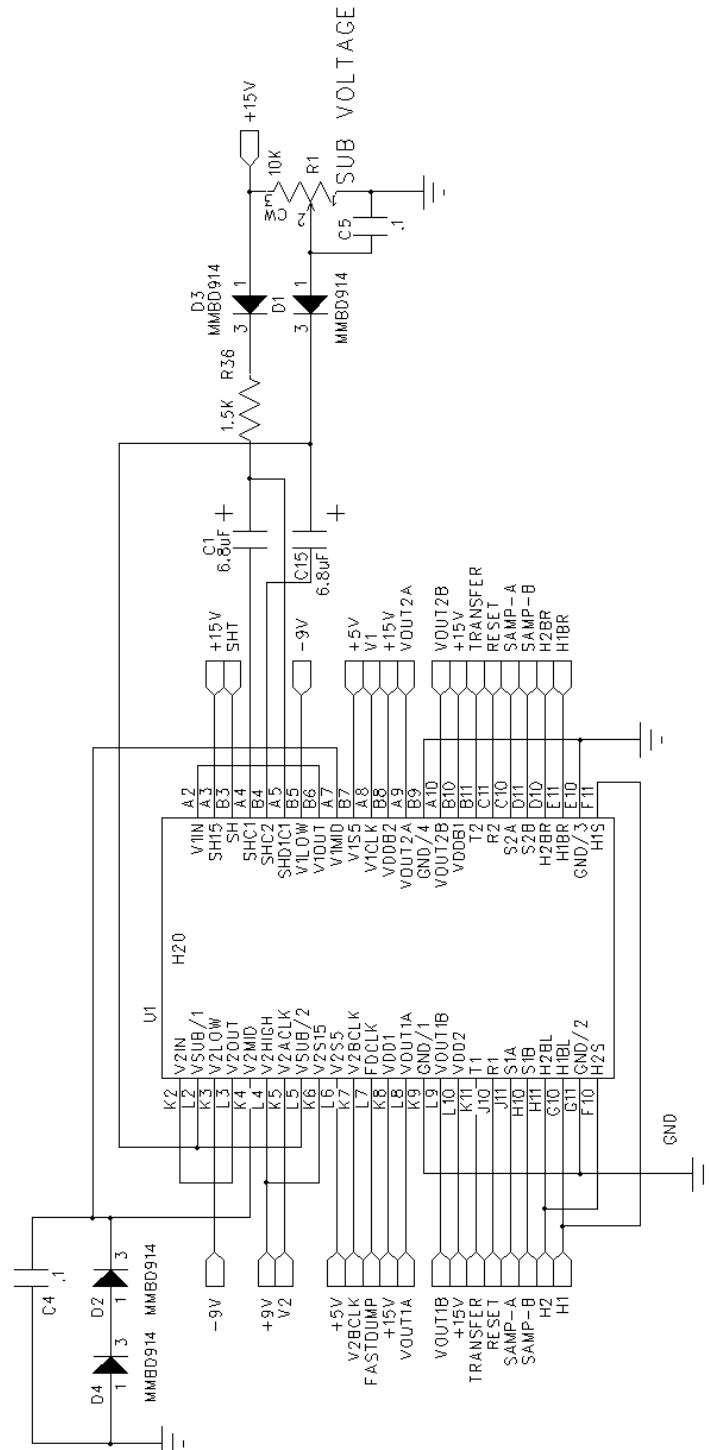 +15V
10K
R1
SUB VOLTAGE
CW
2
C5
.1
D3
MMBD914
1
3
D1
1
3
MMBD914
R36
1.5K
+
C1
6.8uF
+
C15
6.8uF
+15V
SHT
-9V
+5V
V1
+15V
VOUT2A
VOUT2B
+15V
TRANSFER
RESET
SAMP-A
SAMP-B
H2BR
H1BR
A2
A3
B3
A4
B4
A5
B5
B6
A7
B7
A8
B8
A9
B9
A10
B10
B11
C11
C10
D11
D10
E11
E10
F11
V1IN
SH15
SH
SHC1
SHC2
SHD1C1
V1LOW
V1OUT
V1MID
V1S5
V1CLK
VDDB2
VOUT2A
GND/4
VOUT2B
VDDB1
T2
R2
S2A
S2B
H2BR
H1BR
GND/3
H1S
U1
H20
V2IN
VSUB/1
V2LOW
V2OUT
V2MID
V2HIGH
V2ACLK
VSUB/2
V2S15
V2S5
V2BCLK
FDCLK
VDD1
VOUT1A
GND/1
VOUT1B
VDD2
T1
R1
S1A
S1B
H2BL
H1BL
GND/2
H2S
K2
L2
K3
L3
K4
L4
K5
L5
K6
L6
K7
L7
K8
L8
K9
L9
L10
K11
J10
J11
H10
H11
G10
G11
F10
GND
C4
.1
D2
1
3
MMBD914
D4
1
3
MMBD914
-9V
+9V
V2
+5V
V2BCLK
FASTDUMP
+15V
VOUT1A
VOUT1B
+15V
TRANSFER
RESET
SAMP-A
SAMP-B
H2
H1